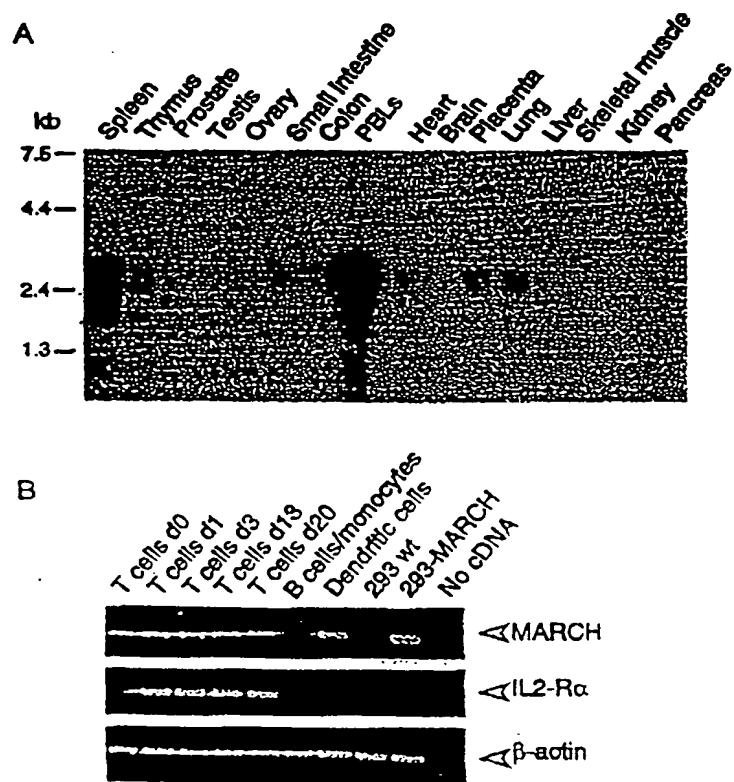 A
Spleen
Thymus
Prostate
Testis
Ovary
Small Intestine
Colon
PBLs
Heart
Brain
Placenta
Lung
Liver
Skeletal muscle
Kidney
Pancreas
kb
7.5
4.4
2.4
1.3
B
T cells d0
T cells d1
T cells d3
T cells d13
T cells d20
B cells/monocytes
Dendritic cells
293 wt
293-MARCH
No cDNA
MARCH
IL2-Rα
β-actin